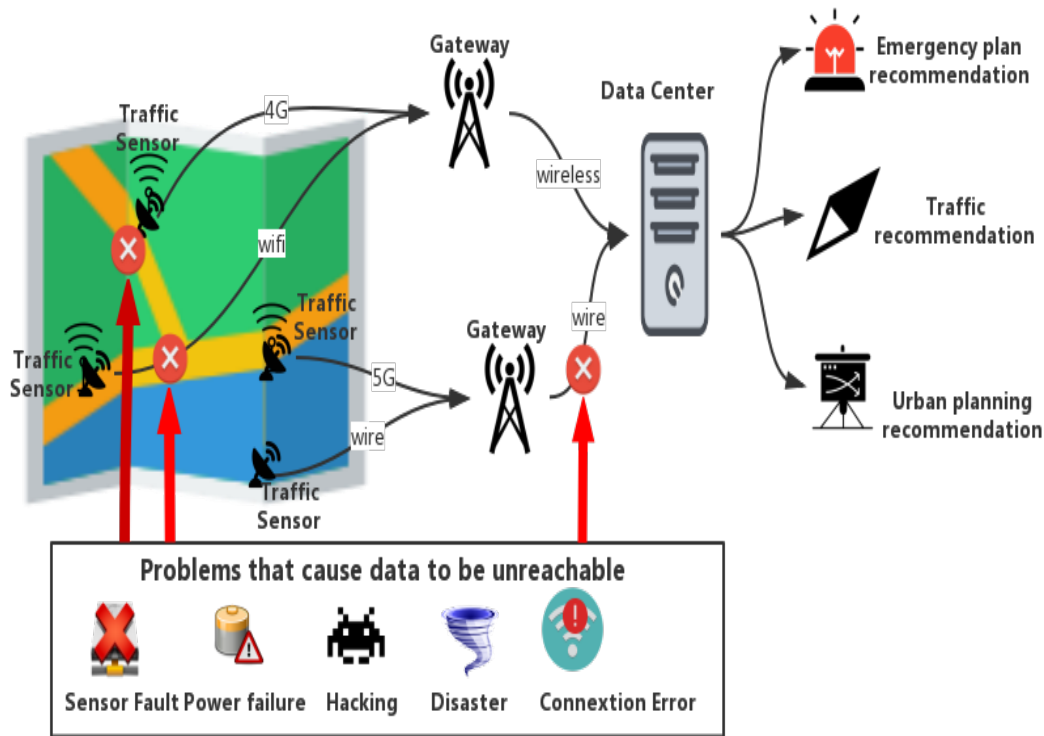 Gateway
Emergency plan
recommendation
Data Center
Traffic
Sensor
4G
wireless
wifi
Traffic
recommendation
Traffic
Sensor
Gateway
wire
Traffic
Sensor
5G
wire
Urban planning
recommendation
Traffic
Sensor
Problems that cause data to be unreachable
Sensor Fault
Power failure
Hacking
Disaster
Connextion Error